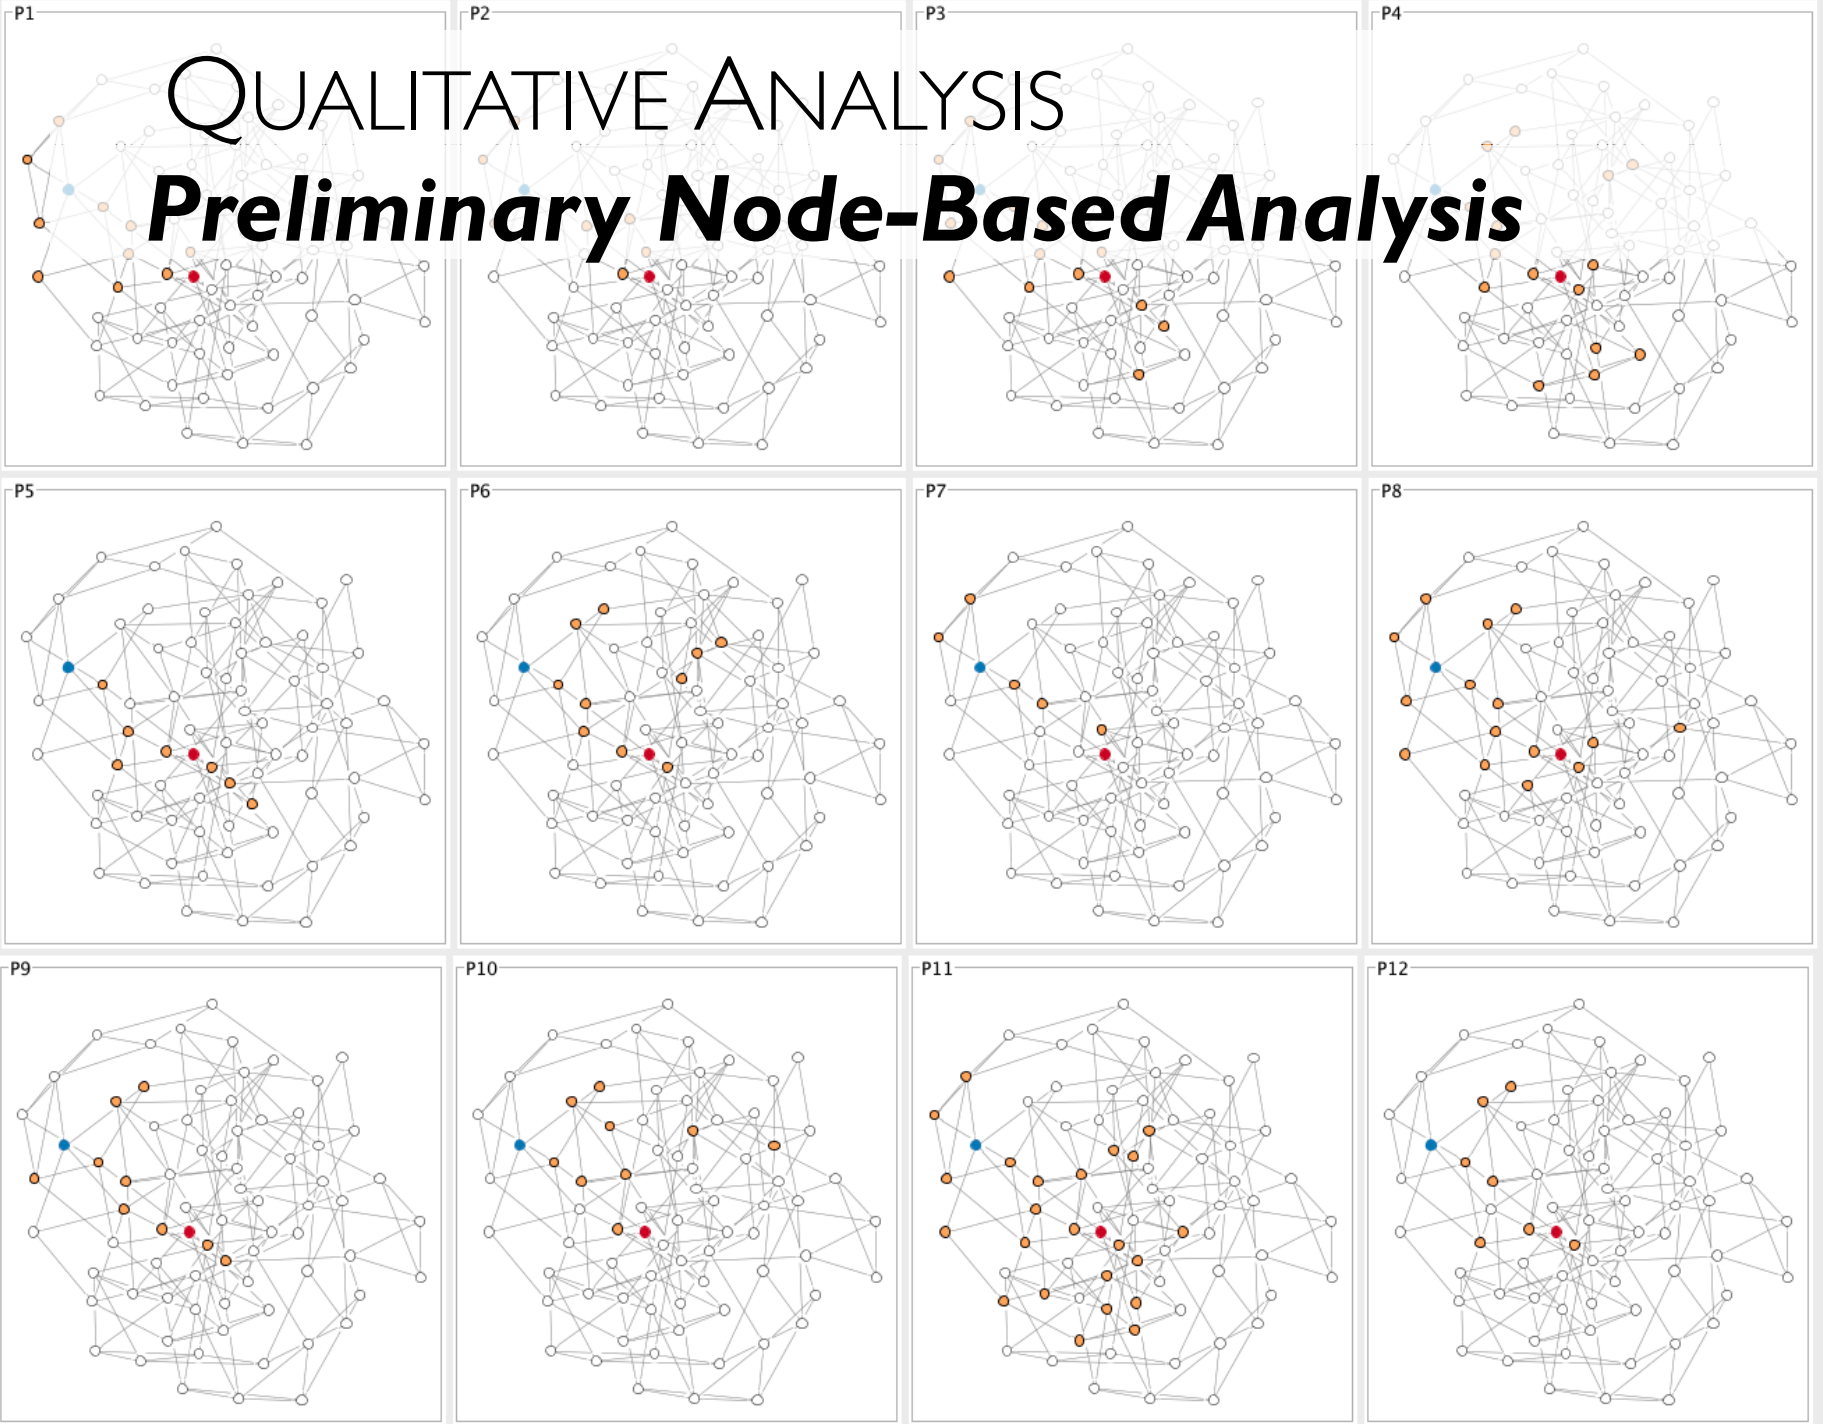 P1 P2 P3 P4
QUALITATIVE ANALYSIS
Preliminary Node-Based Analysis
P5 P6 P7 P8
P9 P10 P11 P12